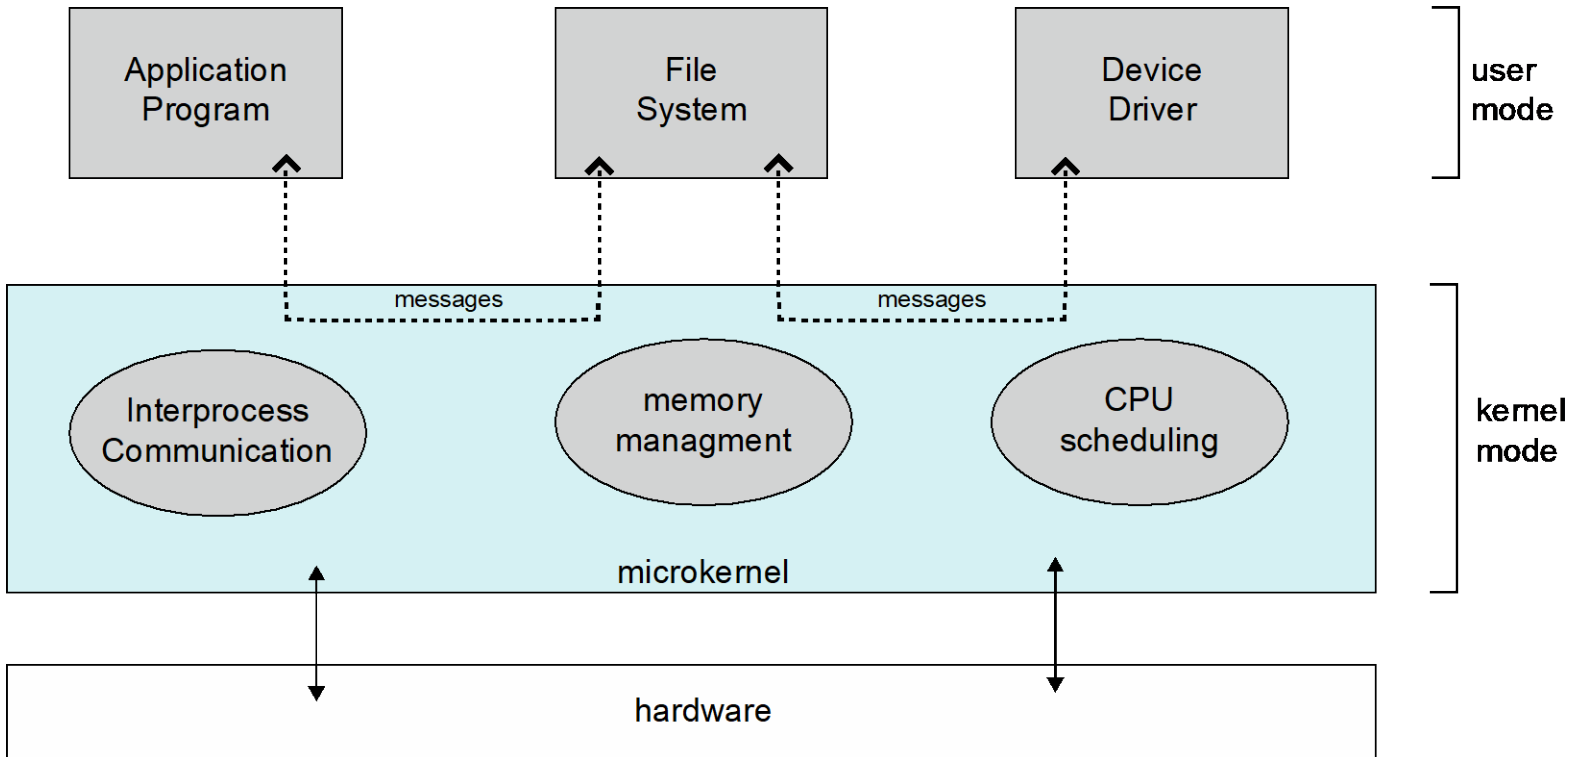 Application
Program
File
System
Device
Driver
user
mode
messages
messages
Interprocess
Communication
memory
managment
CPU
scheduling
kernel
mode
microkernel
hardware